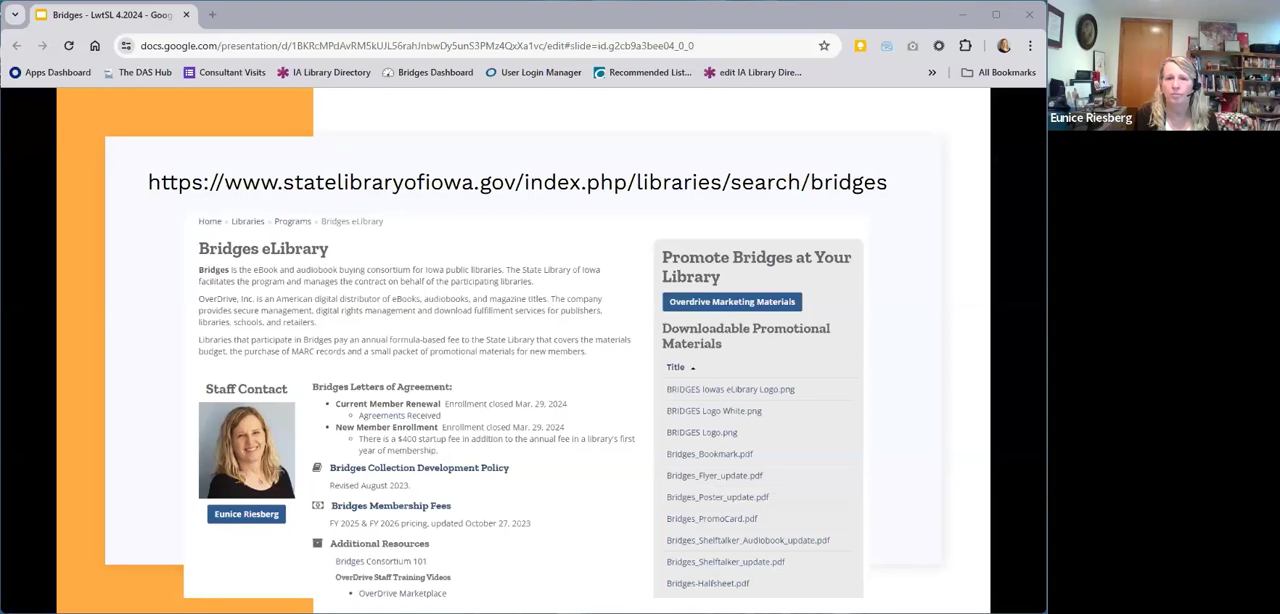 Bridges - LwtSL 4.2024 - Goog
docs.google.com/presentation/d/1BKRcMPdAvRM5kUJL56rahJnbwDy5unS3PMz4QxXa1vc/edit#slide=id.g2cb9a3bee04_0_0
Apps Dashboard
The DAS Hub
Consultant Visits
IA Library Directory
Bridges Dashboard
User Login Manager
Recommended List...
edit IA Library Dire...
All Bookmarks
Eunice Riesberg
https://www.statelibraryofiowa.gov/index.php/libraries/search/bridges
Home » Libraries » Programs » Bridges eLibrary
Bridges eLibrary
Bridges is the eBook and audiobook buying consortium for Iowa public libraries. The State Library of Iowa
facilitates the program and manages the contract on behalf of the participating libraries.
OverDrive, Inc. is an American digital distributor of eBooks, audiobooks, and magazine titles. The company
provides secure management, digital rights management and download fulfillment services for publishers,
libraries, schools, and retailers.
Libraries that participate in Bridges pay an annual formula-based fee to the State Library that covers the materials
budget, the purchase of MARC records and a small packet of promotional materials for new members.
Staff Contact
Eunice Riesberg
Bridges Letters of Agreement:
Current Member Renewal Enrollment closed Mar. 29, 2024
Agreements Received
New Member Enrollment Enrollment closed Mar. 29, 2024
There is a $400 startup fee in addition to the annual fee in a library's first
year of membership.
Bridges Collection Development Policy
Revised August 2023.
Bridges Membership Fees
FY 2025 & FY 2026 pricing, updated October 27, 2023
Additional Resources
Bridges Consortium 101
OverDrive Staff Training Videos
OverDrive Marketplace
Promote Bridges at Your
Library
Overdrive Marketing Materials
Downloadable Promotional
Materials
Title
BRIDGES Iowas eLibrary Logo.png
BRIDGES Logo White.png
BRIDGES Logo.png
Bridges_Bookmark.pdf
Bridges_Flyer_update.pdf
Bridges_Poster_update.pdf
Bridges_PromoCard.pdf
Bridges_Shelftalker_Audiobook_update.pdf
Bridges_Shelftalker_update.pdf
Bridges-Halfsheet.pdf